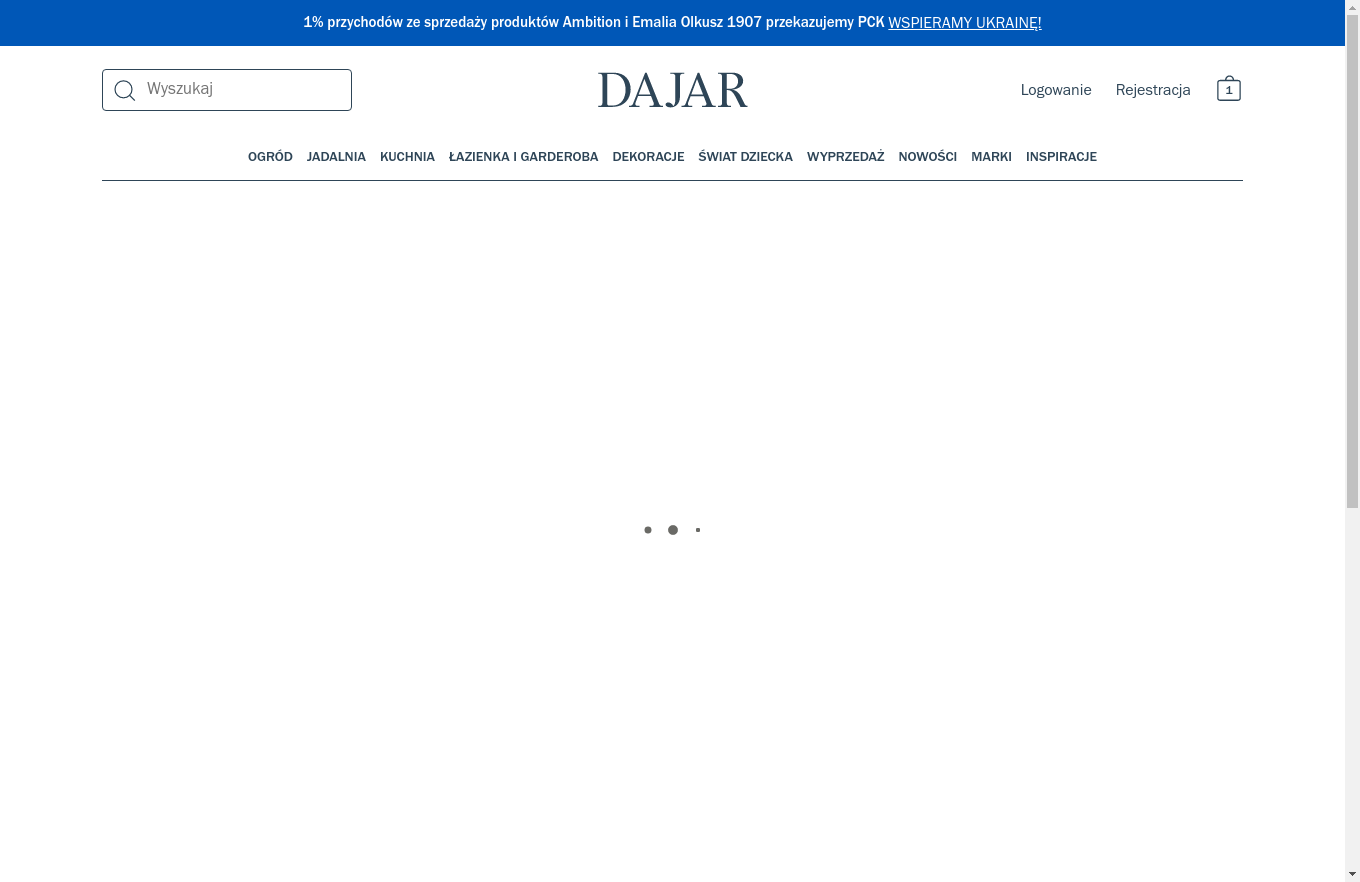 1% przychodów ze sprzedaży produktów Ambition i Emalia Olkusz 1907 przekazujemy PCK WSPIERAMY UKRAINĘ!
Wyszukaj
DAJAR
Logowanie
Rejestracja
1
OGRÓD JADALNIA KUCHNIA ŁAZIENKA I GARDEROBA DEKORACJE ŚWIAT DZIECKA WYPRZEDAŻ NOWOŚCI MARKI INSPIRACJE